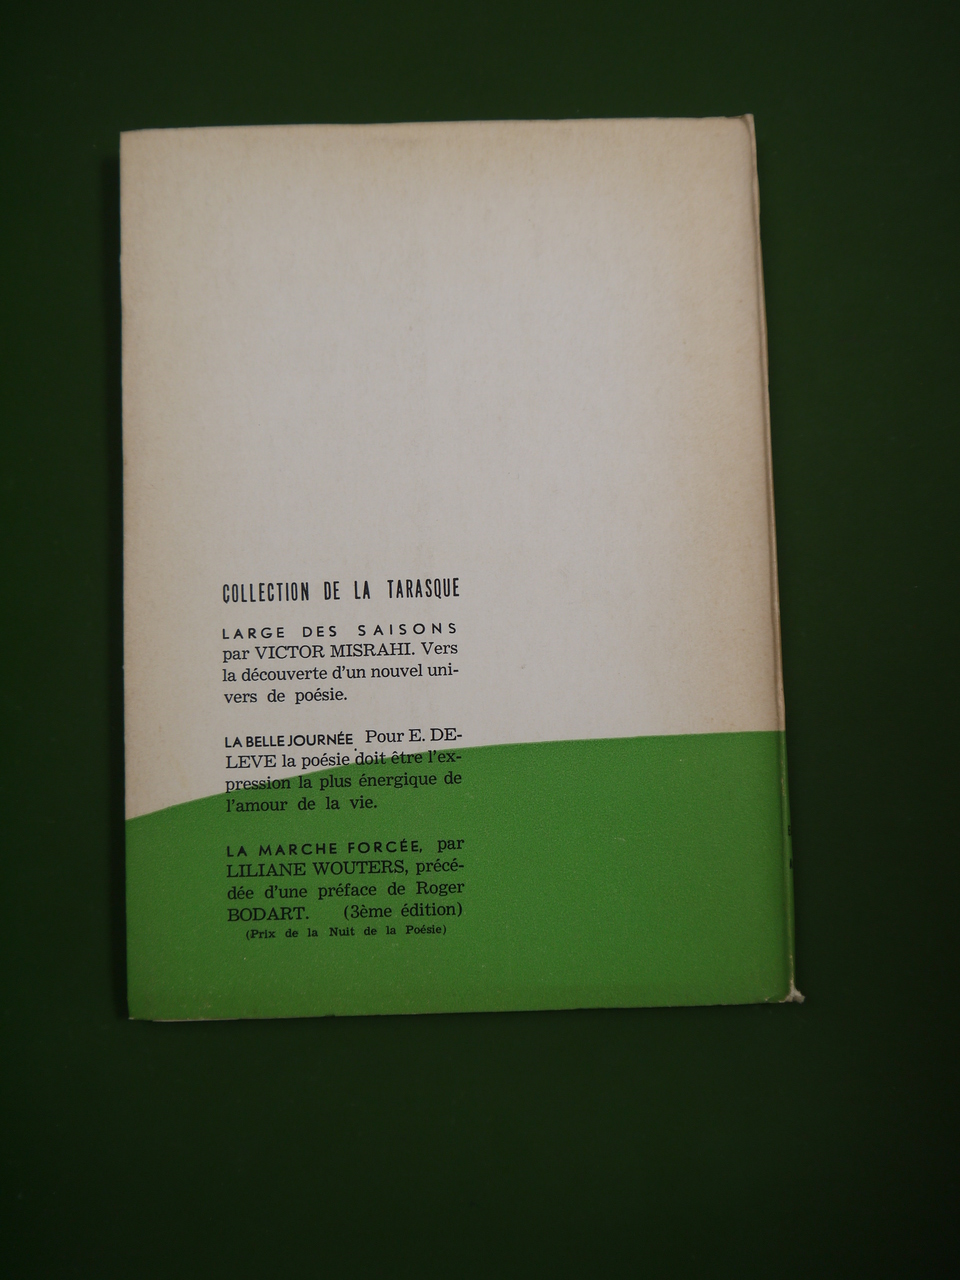 COLLECTION DE LA TARASQUE
LARGE DES SAISONS
par VICTOR MISRAHI. Vers
la découverte d'un nouvel uni-
vers de poésie.
LA BELLE JOURNÉE. Pour E. DE-
LEVE la poésie doit être l'ex-
pression la plus énergique de
l'amour de la vie.
LA MARCHE FORCÉE, par
LILIANE WOUTERS, précé-
dée d'une préface de Roger
BODART. (3ème édition)
(Prix de la Nuit de la Poésie)